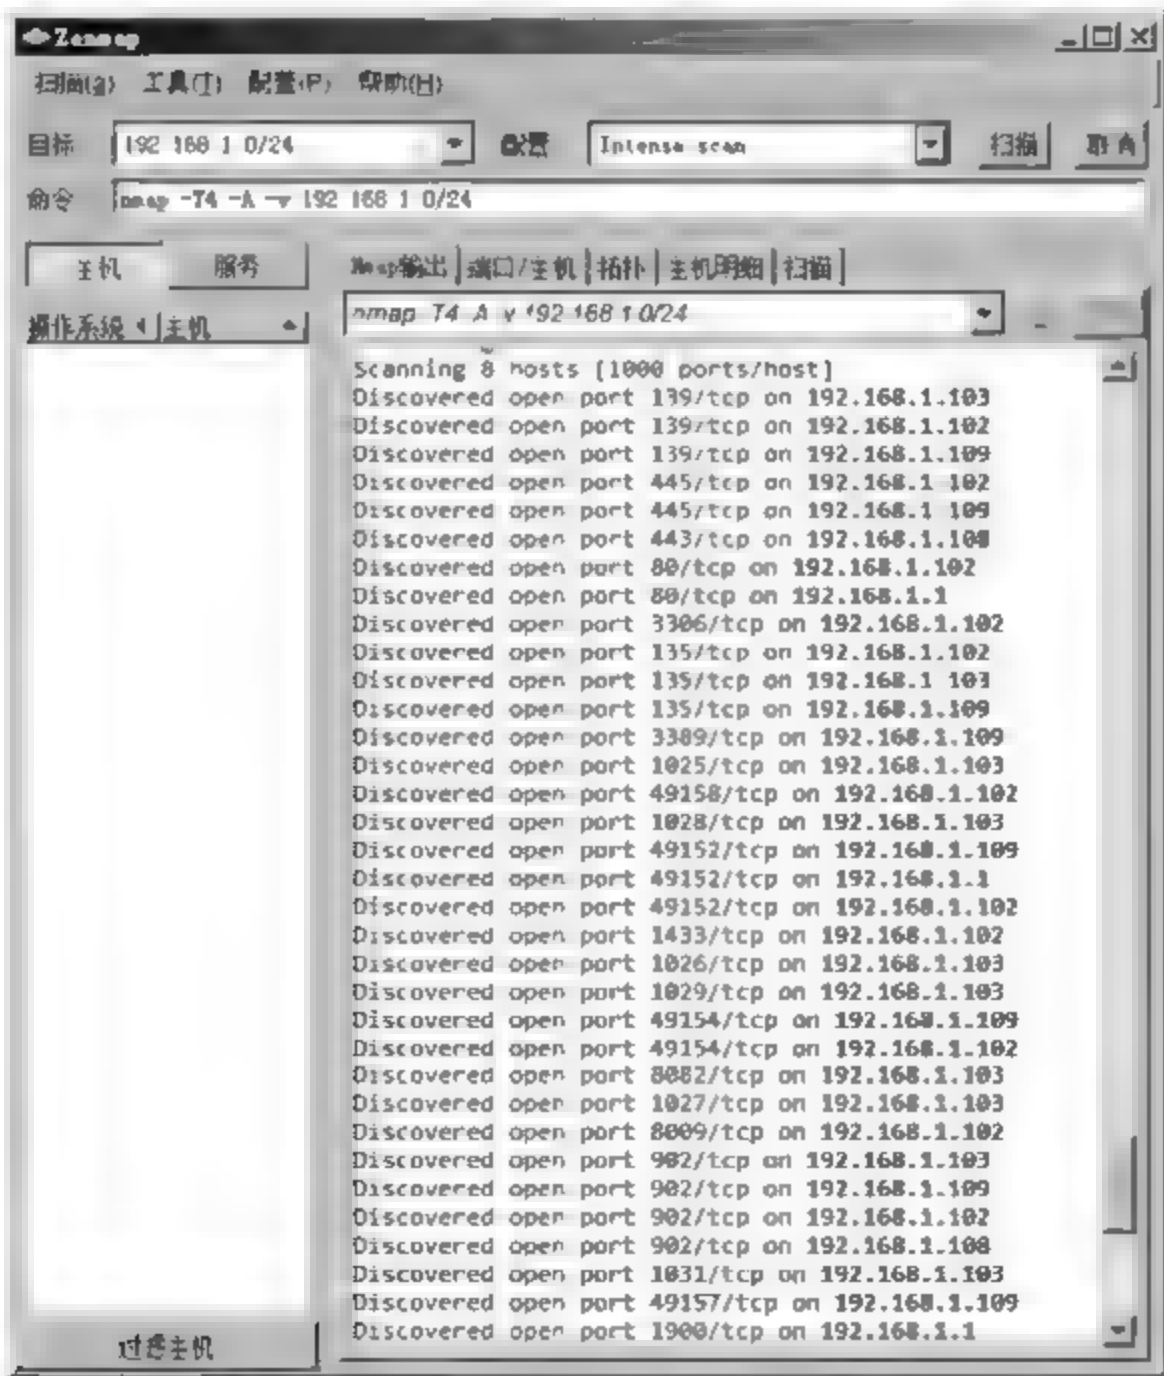 Zenmap
扫描(S) 工具(T) 配置(P) 帮助(H)
目标 192 168 1 0/24 配置 Intense scan 扫描 取消
命令 nmap -T4 -A -v 192 168 1 0/24
主机 服务 Nmap输出 端口/主机 拓扑 主机明细 扫描
nmap T4 A v 192 168 1 0/24
操作系统 主机
Scanning 8 hosts [1000 ports/host]
Discovered open port 139/tcp on 192.168.1.103
Discovered open port 139/tcp on 192.168.1.102
Discovered open port 139/tcp on 192.168.1.109
Discovered open port 445/tcp on 192.168.1 102
Discovered open port 445/tcp on 192.168.1 109
Discovered open port 443/tcp on
Discovered open port 80/tcp on 192.168.1.102
Discovered open port 80/tcp on 192.168.1.1
Discovered open port 3306/tcp on 192.168.1.102
Discovered open port 135/tcp on 192.168.1.102
Discovered open port 135/tcp on 192.168.1 103
Discovered open port 135/tcp on 192.168.1.109
Discovered open port 3389/tcp on 192.168.1.109
Discovered open port 1025/tcp on 192.168.1.103
Discovered open port 49158/tcp on 192.168.1.102
Discovered open port 1028/tcp on 192.168.1.103
Discovered open port 49152/tcp on 192.168.1.109
Discovered open port 49152/tcp on 192.168.1.1
Discovered open port 49152/tcp on 192.168.1.102
Discovered open port 1433/tcp on 192.168.1.102
Discovered open port 1026/tcp on 192.168.1.103
Discovered open port 1029/tcp on 192.168.1.103
Discovered open port 49154/tcp on 192.168.1.109
Discovered open port 49154/tcp on 192.168.1.102
Discovered open port 8082/tcp on 192.168.1.103
Discovered open port 1027/tcp on 192.168.1.103
Discovered open port 8009/tcp on 192.168.1.102
Discovered open port 902/tcp on 192.168.1.103
Discovered open port 902/tcp on 192.168.1.109
Discovered open port 902/tcp on 192.168.1.102
Discovered open port 902/tcp on 192.168.1.108
Discovered open port 1031/tcp on 192.168.1.103
Discovered open port 49157/tcp on 192.168.1.109
Discovered open port 1900/tcp on 192.168.1.1
过滤主机